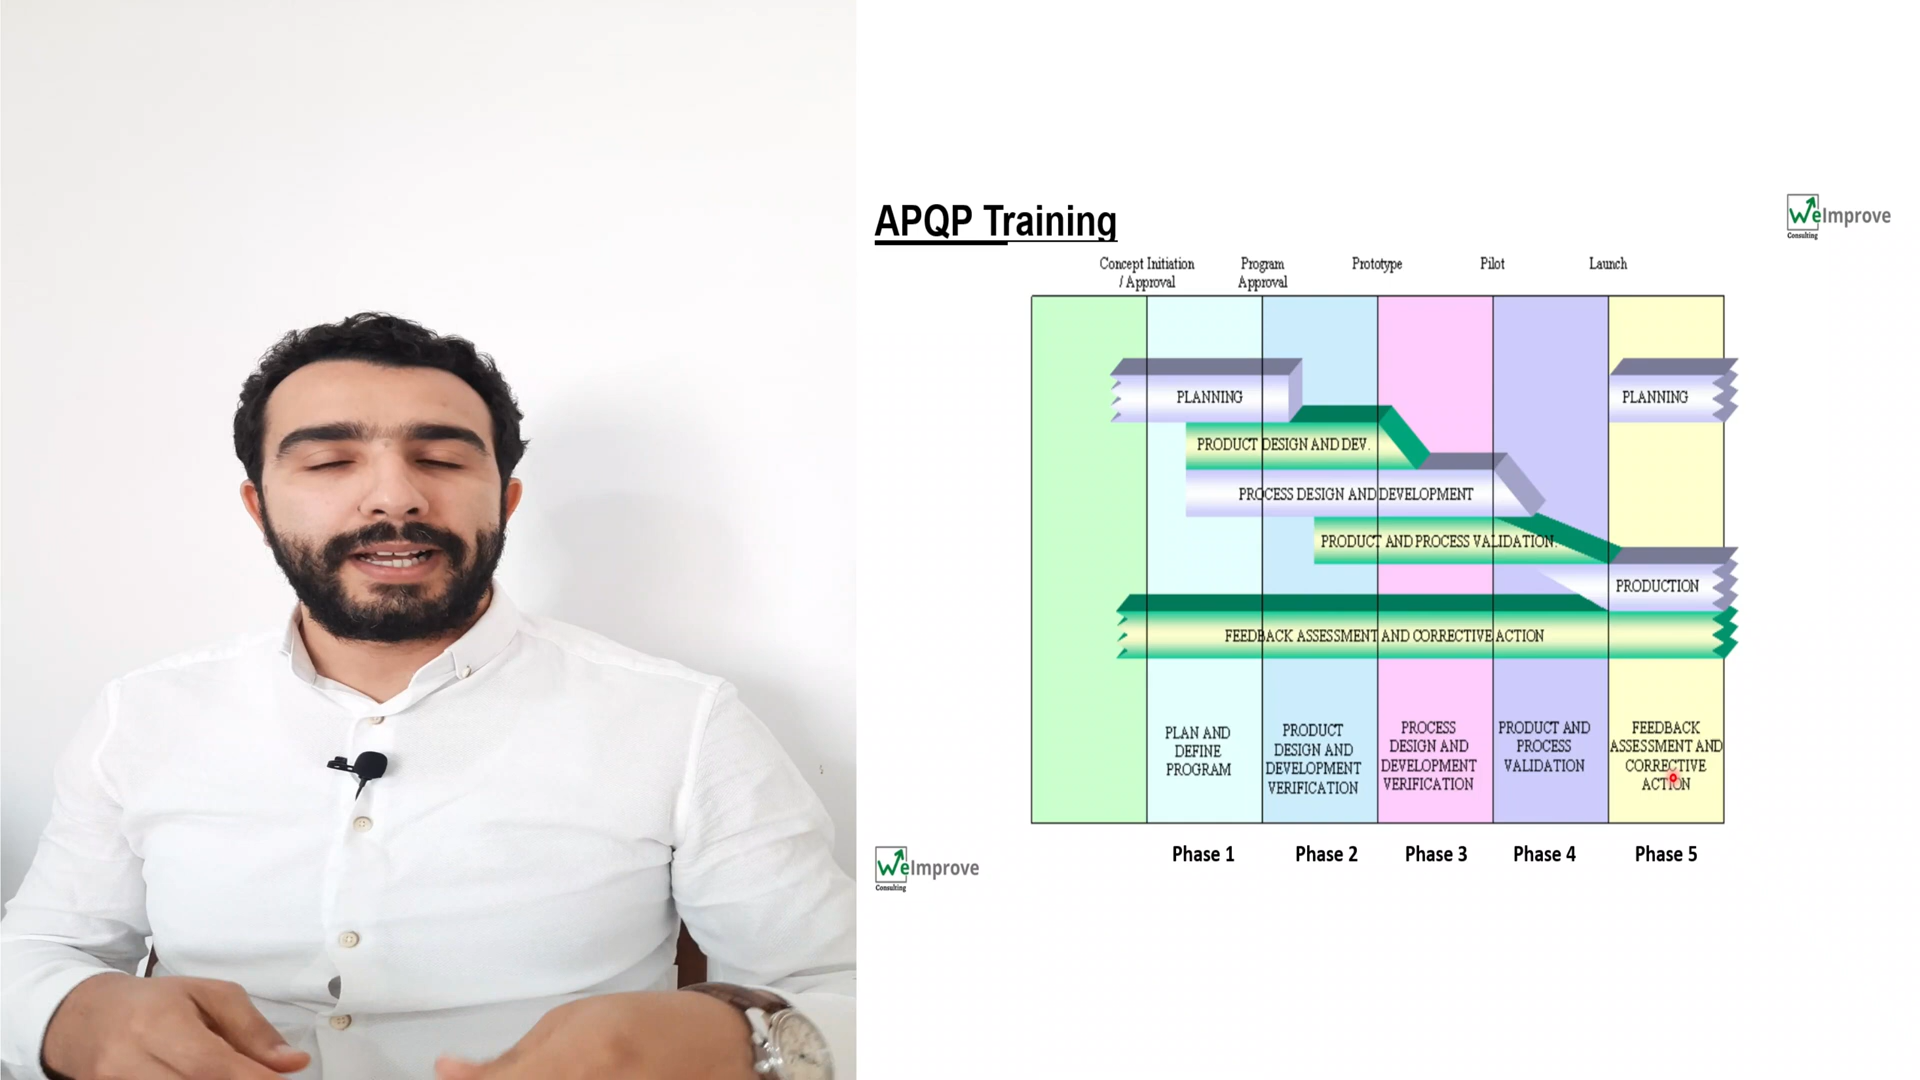 APQP Training
WeImprove
Consulting
Concept Initiation
/ Approval
Program
Approval
Prototype
Pilot
Launch
PLANNING
PLANNING
PRODUCT DESIGN AND DEV.
PROCESS DESIGN AND DEVELOPMENT
PRODUCT AND PROCESS VALIDATION.
PRODUCTION
FEEDBACK ASSESSMENT AND CORRECTIVE ACTION
PLAN AND
DEFINE
PROGRAM
PRODUCT
DESIGN AND
DEVELOPMENT
VERIFICATION
PROCESS
DESIGN AND
DEVELOPMENT
VERIFICATION
PRODUCT AND
PROCESS
VALIDATION
FEEDBACK
ASSESSMENT AND
CORRECTIVE
ACTION
Phase 1
Phase 2
Phase 3
Phase 4
Phase 5
WeImprove
Consulting